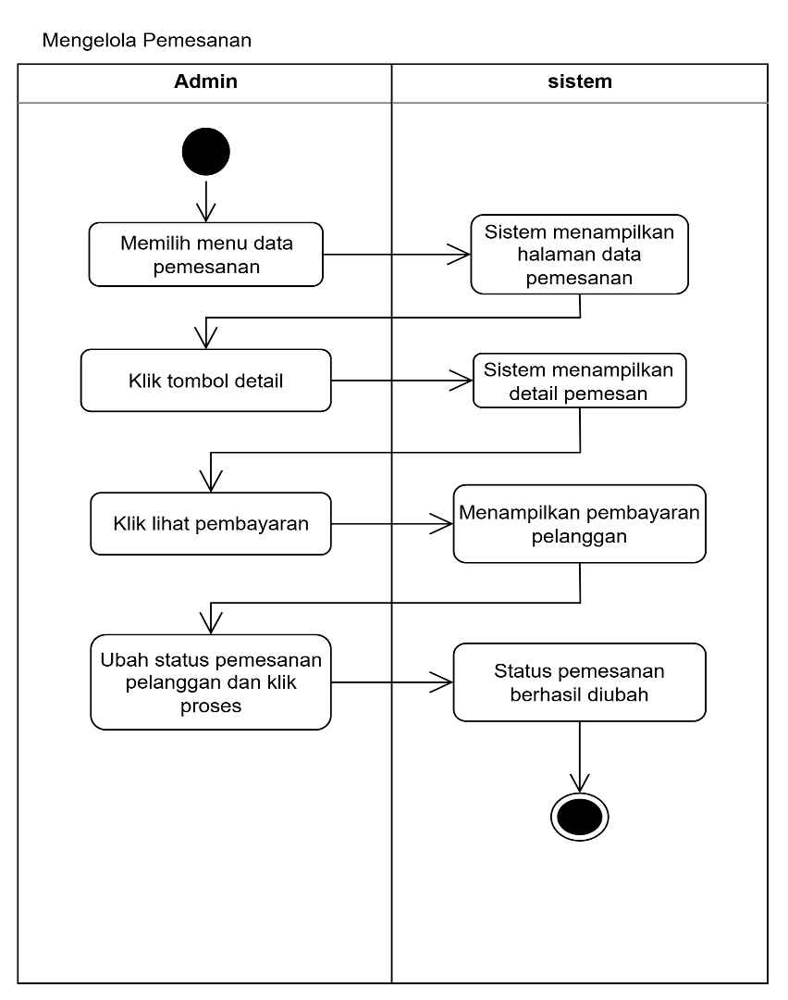 Mengelola Pemesanan
Admin
sistem
Memilih menu data
pemesanan
Sistem menampilkan
halaman data
pemesanan
Klik tombol detail
Sistem menampilkan
detail pemesan
Klik lihat pembayaran
Menampilkan pembayaran
pelanggan
Ubah status pemesanan
pelanggan dan klik
proses
Status pemesanan
berhasil diubah